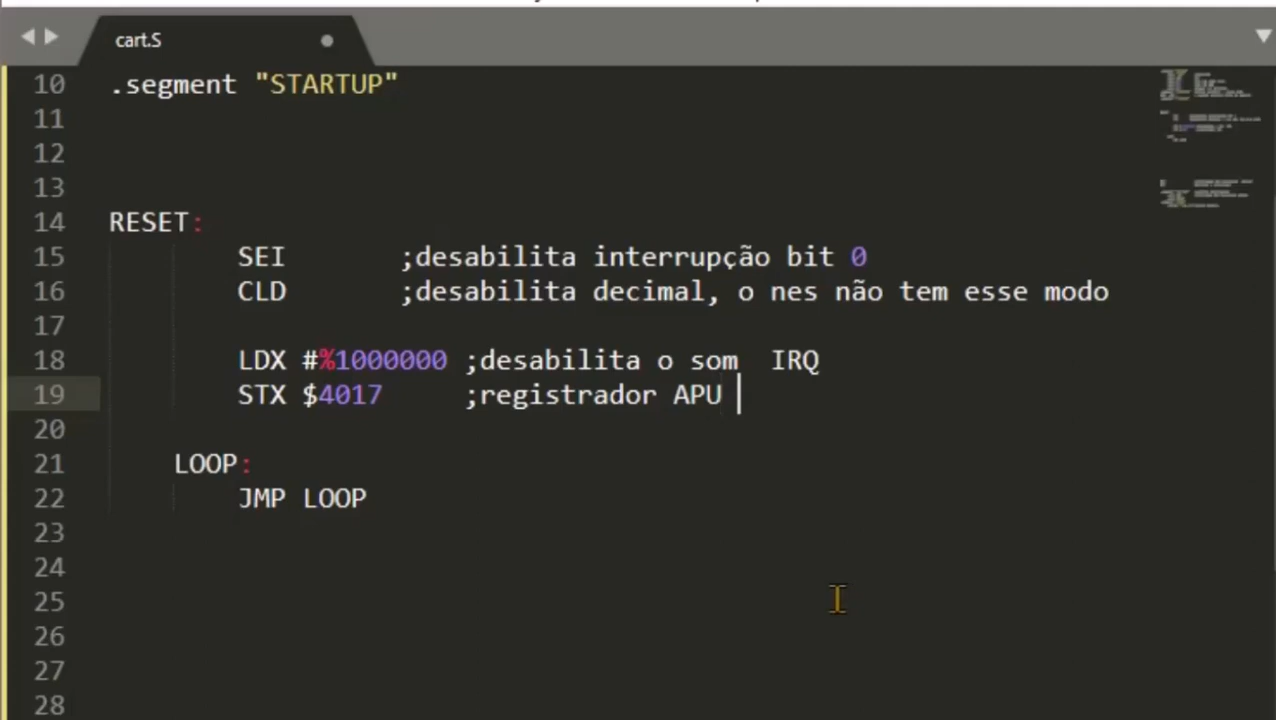 cart.S
10 .segment "STARTUP"
11
12
13
14 RESET:
15 SEI ;desabilita interrupção bit 0
16 CLD ;desabilita decimal, o nes não tem esse modo
17
18 LDX #%1000000 ;desabilita o som  IRQ
19 STX $4017 ;registrador APU
20
21 LOOP:
22 JMP LOOP
23
24
25
26
27
28